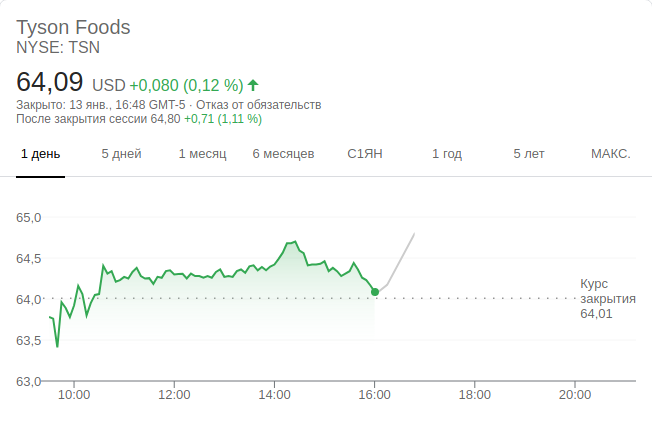 Tyson Foods
NYSE: TSN
64,09 USD +0,080 (0,12 %)
Закрыто: 13 янв., 16:48 GMT-5 · Отказ от обязательств
После закрытия сессии 64,80 +0,71 (1,11 %)
1 день 5 дней 1 месяц 6 месяцев С1ЯН 1 год 5 лет МАКС.
65,0
64,5
64,0
63,5
63,0
Курс
закрытия
64,01
10:00 12:00 14:00 16:00 18:00 20:00